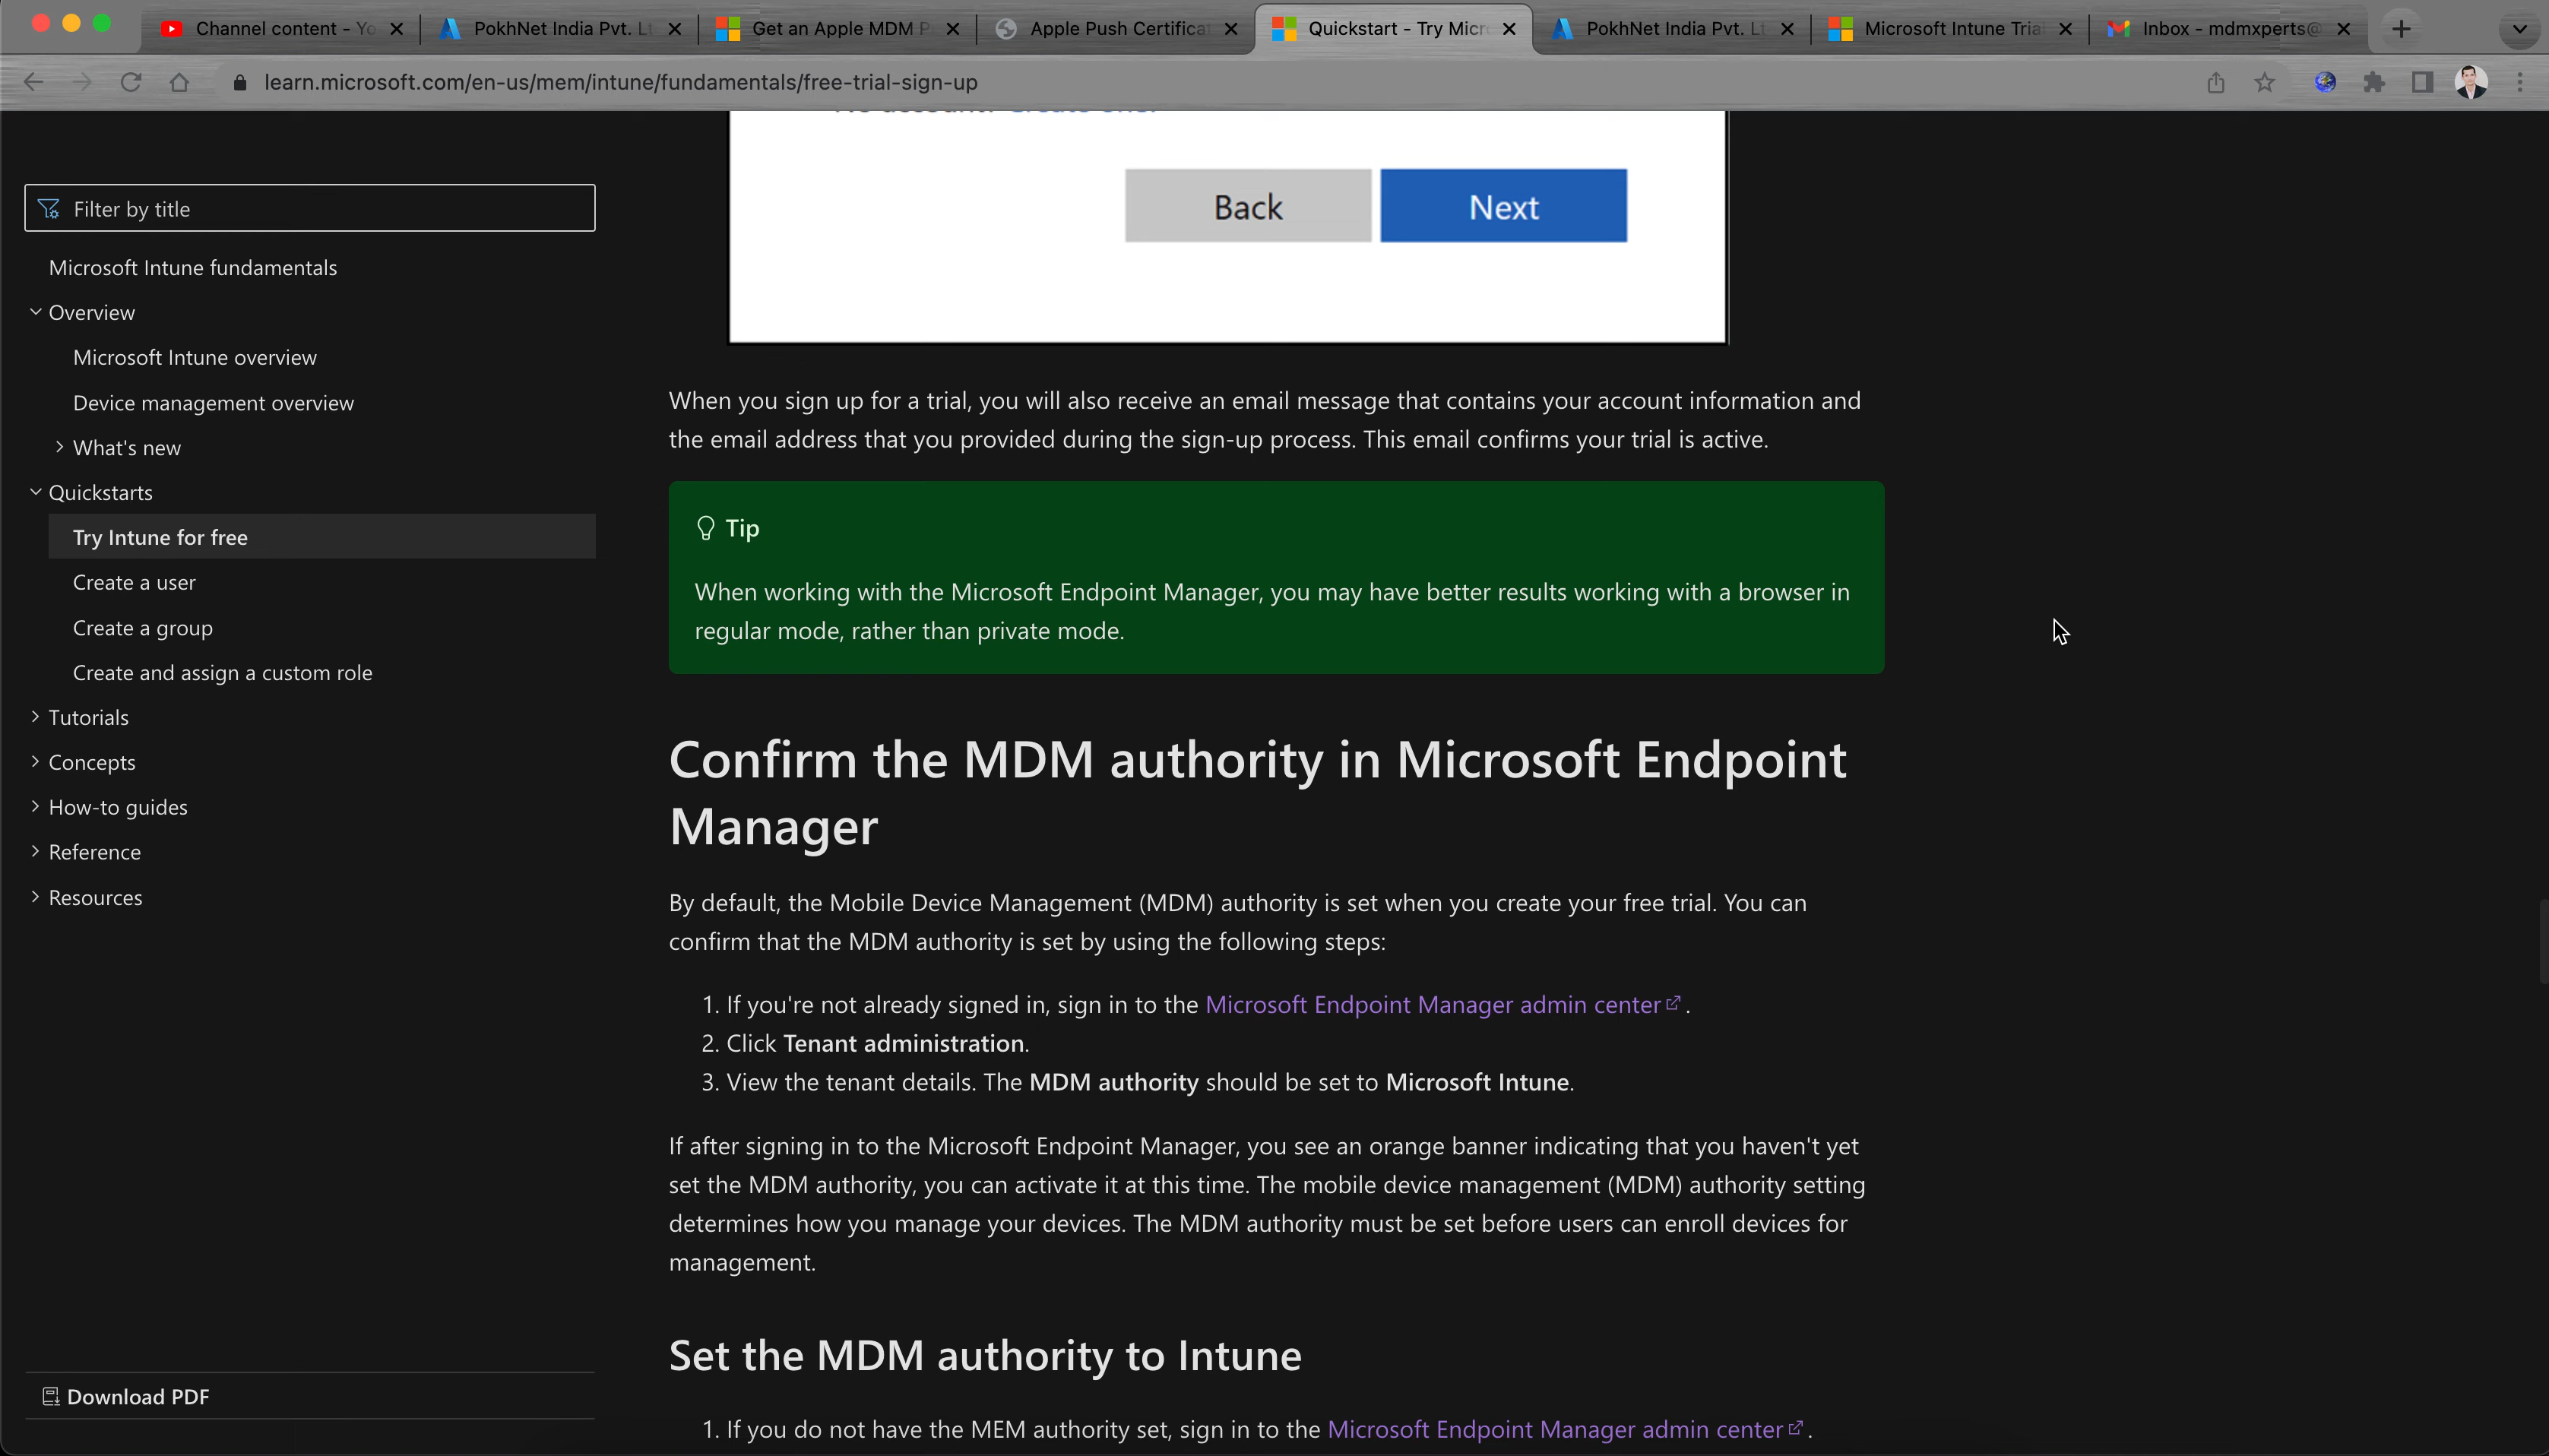 Channel content - Yo
PokhNet India Pvt. Lt
Get an Apple MDM P
Apple Push Certifica
Quickstart - Try Micr
PokhNet India Pvt. Lt
Microsoft Intune Tria
Inbox - mdmxperts@
learn.microsoft.com/en-us/mem/intune/fundamentals/free-trial-sign-up
Filter by title
Microsoft Intune fundamentals
Overview
Microsoft Intune overview
Device management overview
What's new
Quickstarts
Try Intune for free
Create a user
Create a group
Create and assign a custom role
Tutorials
Concepts
How-to guides
Reference
Resources
Download PDF
Back
Next
When you sign up for a trial, you will also receive an email message that contains your account information and
the email address that you provided during the sign-up process. This email confirms your trial is active.
Tip
When working with the Microsoft Endpoint Manager, you may have better results working with a browser in
regular mode, rather than private mode.
Confirm the MDM authority in Microsoft Endpoint
Manager
By default, the Mobile Device Management (MDM) authority is set when you create your free trial. You can
confirm that the MDM authority is set by using the following steps:
1. If you're not already signed in, sign in to the Microsoft Endpoint Manager admin center.
2. Click Tenant administration.
3. View the tenant details. The MDM authority should be set to Microsoft Intune.
If after signing in to the Microsoft Endpoint Manager, you see an orange banner indicating that you haven't yet
set the MDM authority, you can activate it at this time. The mobile device management (MDM) authority setting
determines how you manage your devices. The MDM authority must be set before users can enroll devices for
management.
Set the MDM authority to Intune
1. If you do not have the MEM authority set, sign in to the Microsoft Endpoint Manager admin center.